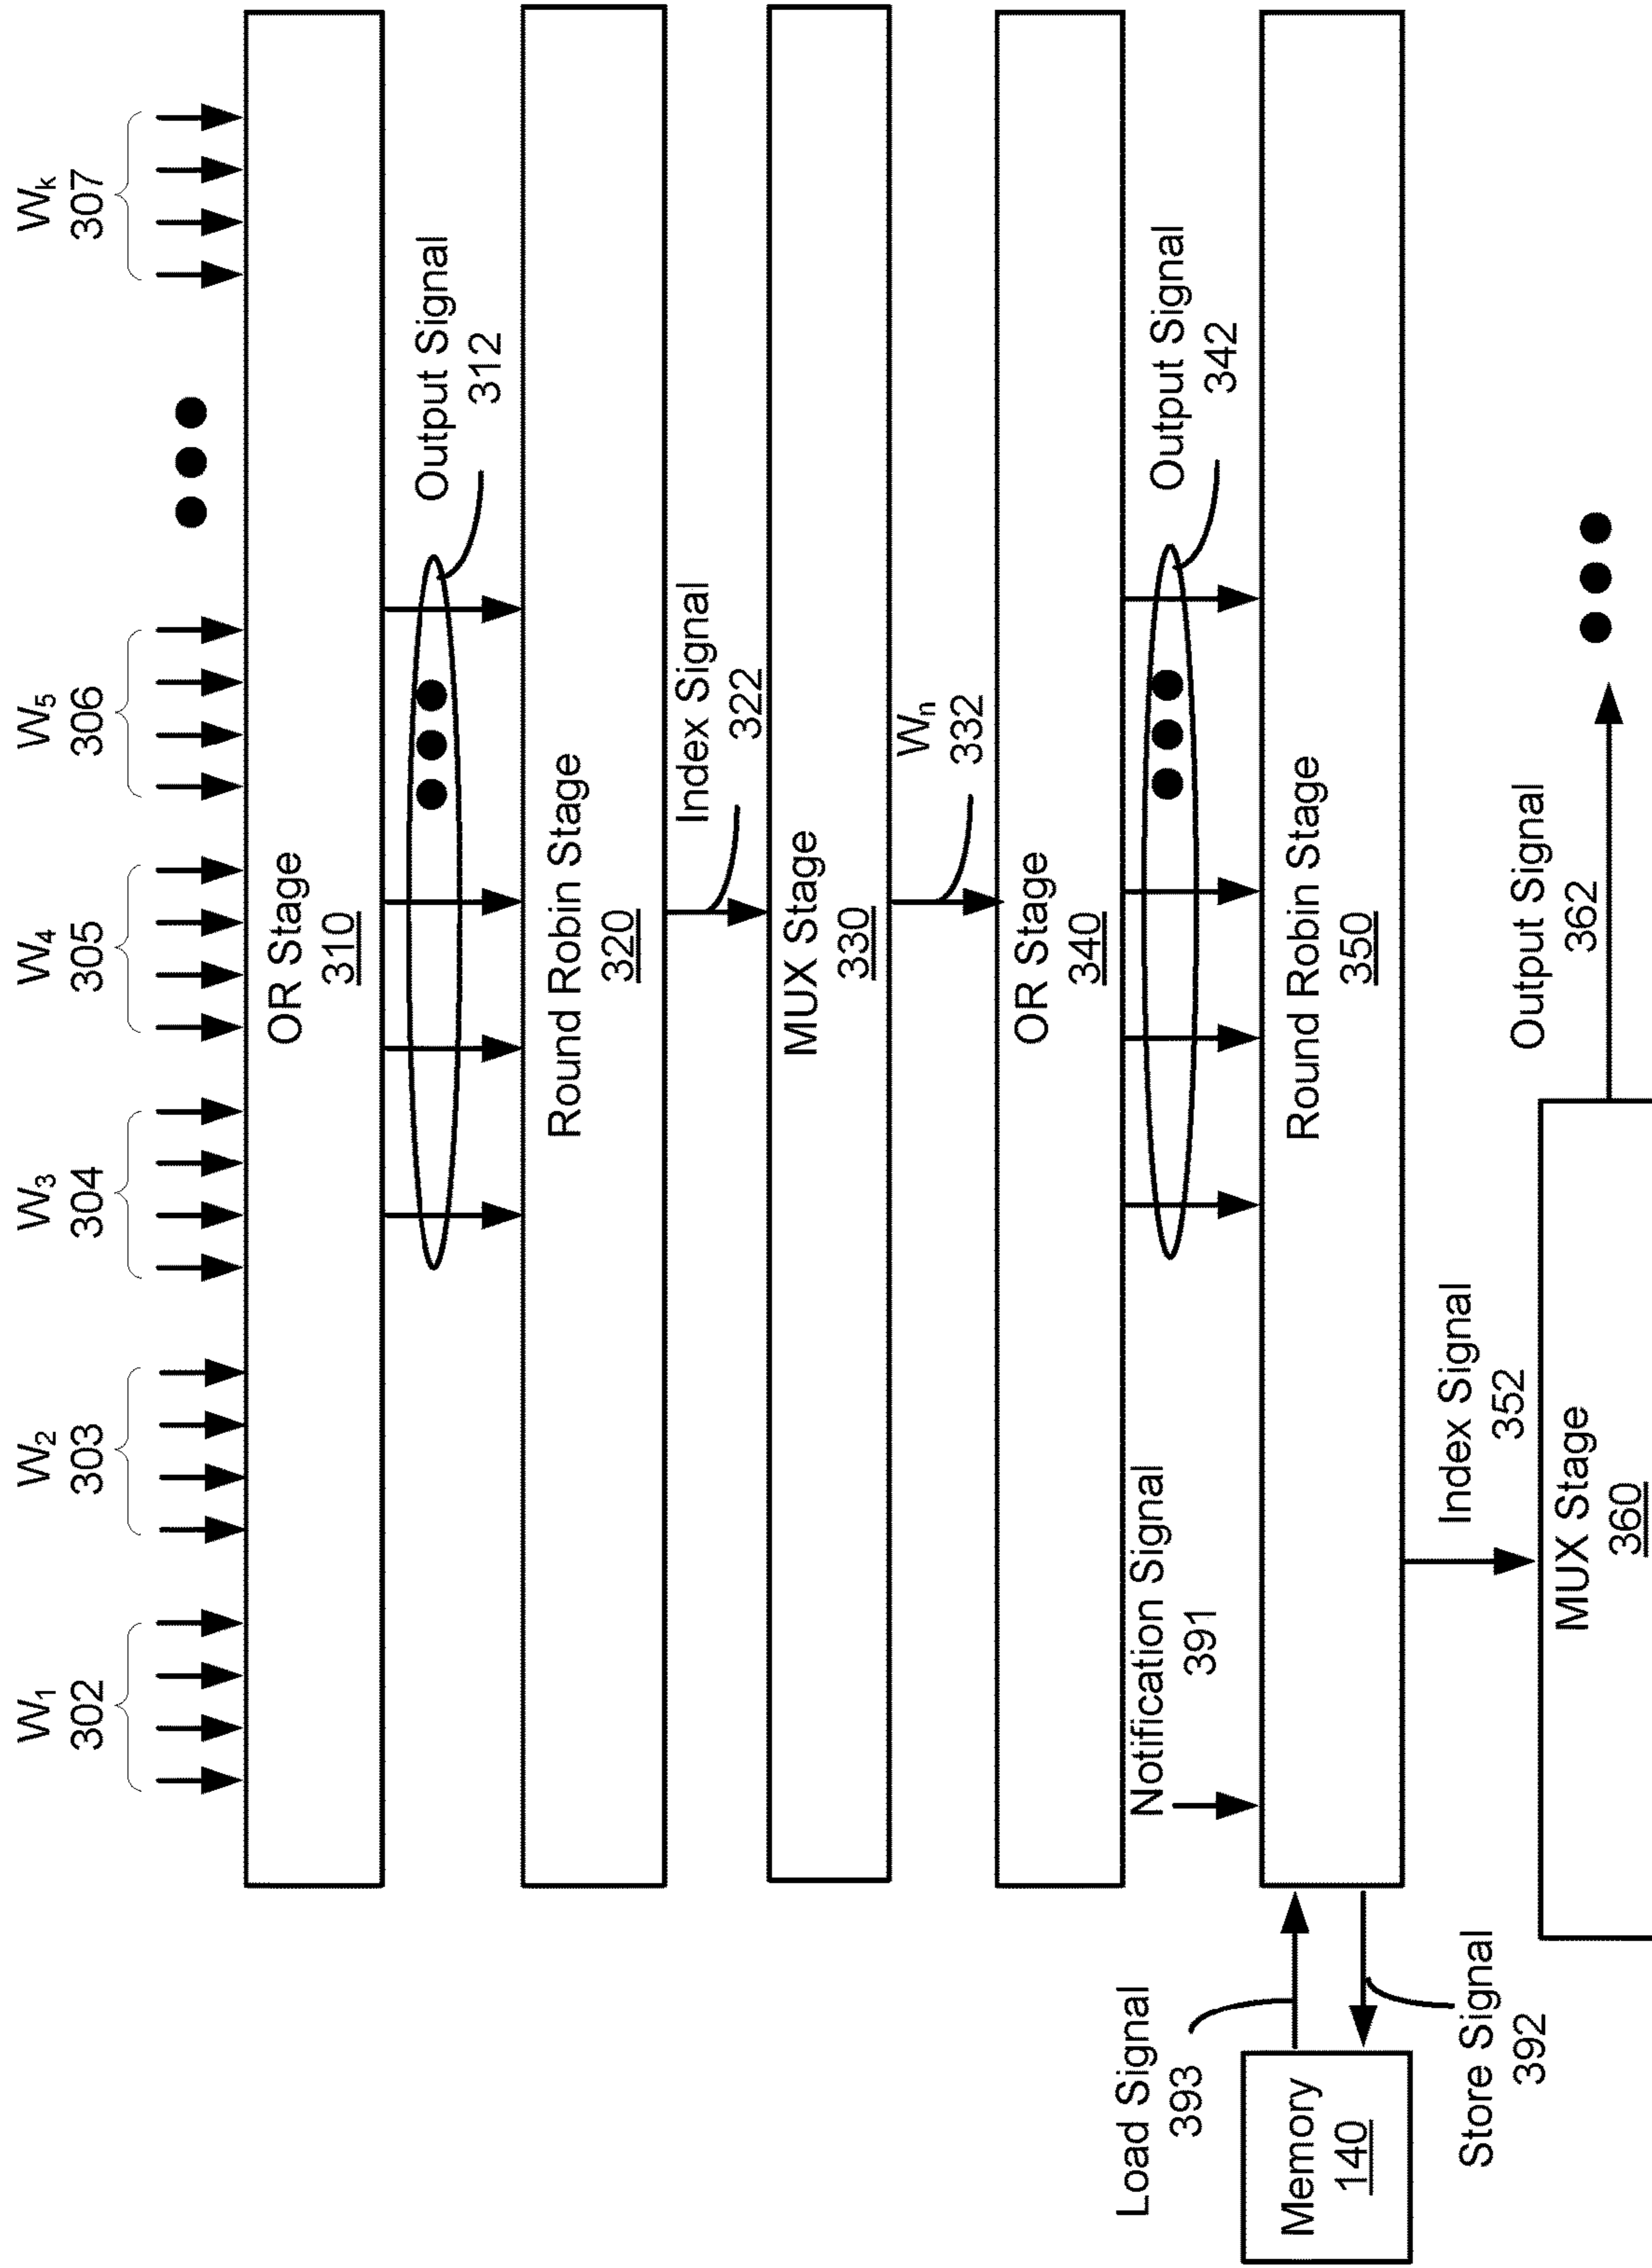 W1
302
W2
303
W3
304
W4
305
W5
306
Wk
307
OR Stage
310
Output Signal
312
Round Robin Stage
320
Index Signal
322
MUX Stage
330
Wn
332
OR Stage
340
Notification Signal
391
Output Signal
342
Load Signal
393
Memory
140
Store Signal
392
Round Robin Stage
350
Index Signal
352
MUX Stage
360
Output Signal
362